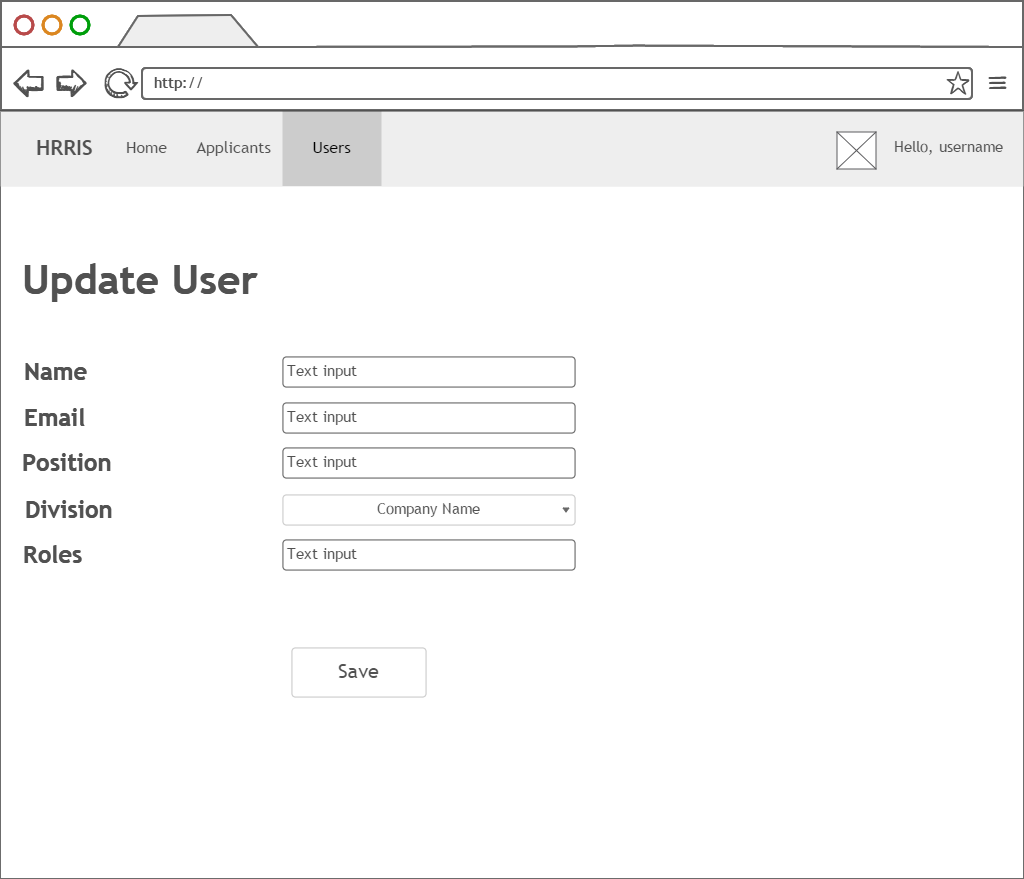 http://
HRRIS Home Applicants Users Hello, username
Update User
Name Text input
Email Text input
Position Text input
Division Company Name
Roles Text input
Save